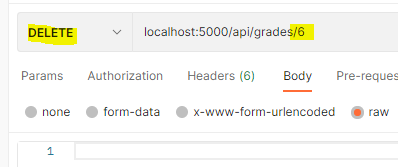 DELETE localhost:5000/api/grades/6
Params Authorization Headers (6) Body Pre-reques
none form-data x-www-form-urlencoded raw
1